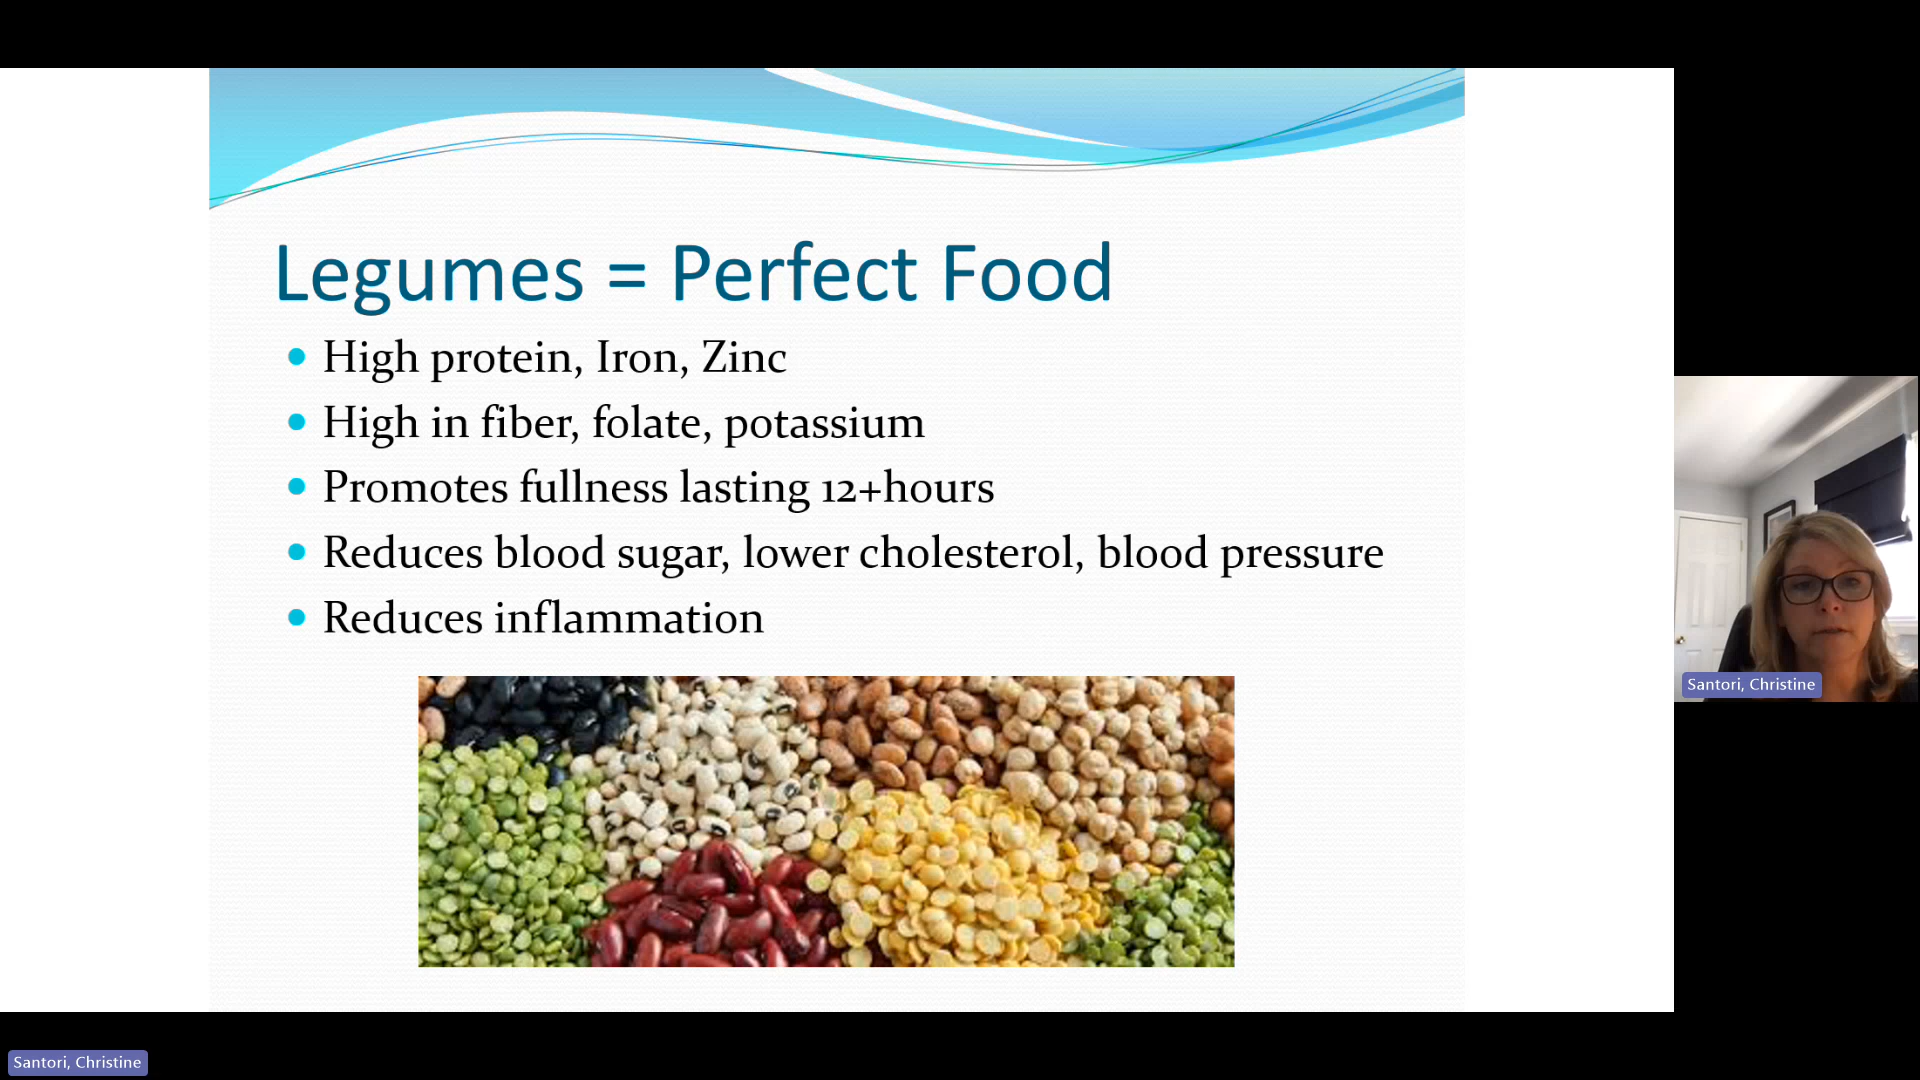 Legumes = Perfect Food
High protein, Iron, Zinc
High in fiber, folate, potassium
Promotes fullness lasting 12+hours
Reduces blood sugar, lower cholesterol, blood pressure
Reduces inflammation
Santori, Christine
Santori, Christine